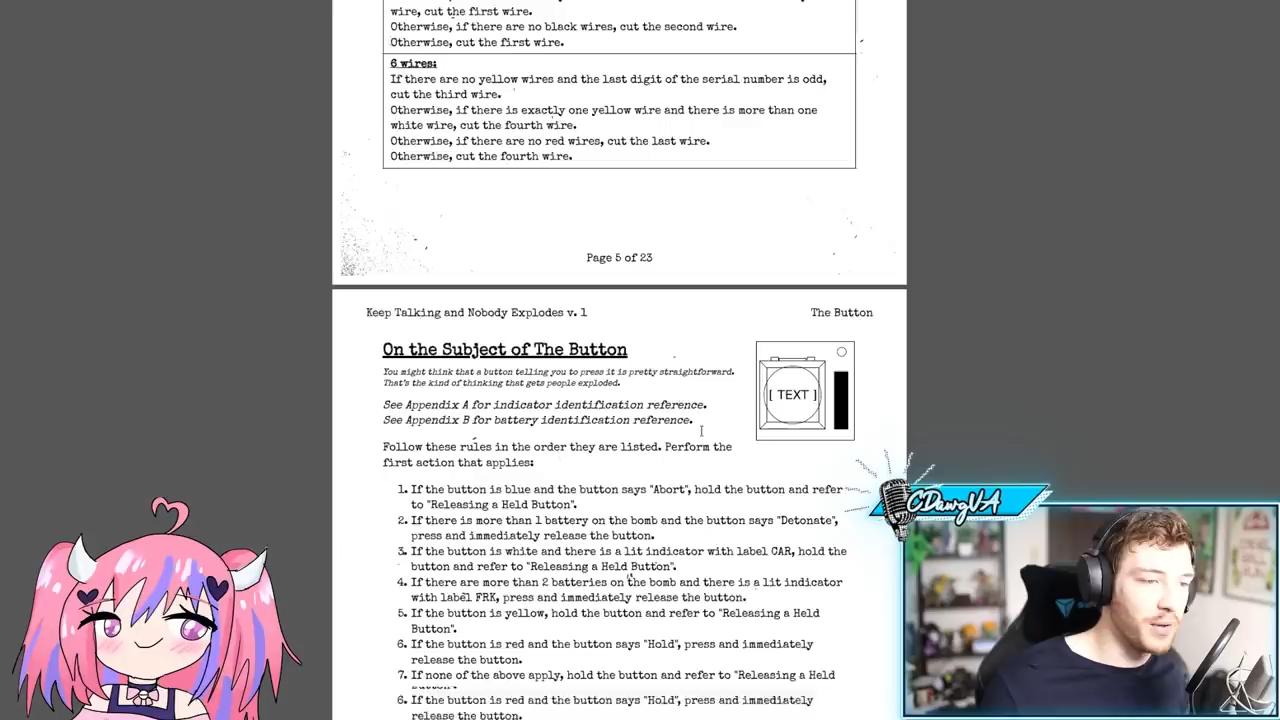 wire, cut the first wire.
Otherwise, if there are no black wires, cut the second wire.
Otherwise, cut the first wire.
6 wires:
If there are no yellow wires and the last digit of the serial number is odd,
cut the third wire.
Otherwise, if there is exactly one yellow wire and there is more than one
white wire, cut the fourth wire.
Otherwise, if there are no red wires, cut the last wire.
Otherwise, cut the fourth wire.
Page 5 of 23
Keep Talking and Nobody Explodes v. 1
The Button
On the Subject of The Button
You might think that a button telling you to press it is pretty straightforward.
That's the kind of thinking that gets people exploded.
See Appendix A for indicator identification reference.
See Appendix B for battery identification reference.
[ TEXT ]
Follow these rules in the order they are listed. Perform the
first action that applies:
1. If the button is blue and the button says "Abort", hold the button and refer
to "Releasing a Held Button".
2. If there is more than 1 battery on the bomb and the button says "Detonate",
press and immediately release the button.
3. If the button is white and there is a lit indicator with label CAR, hold the
button and refer to "Releasing a Held Button".
4. If there are more than 2 batteries on the bomb and there is a lit indicator
with label FRK, press and immediately release the button.
5. If the button is yellow, hold the button and refer to "Releasing a Held
Button".
6. If the button is red and the button says "Hold", press and immediately
release the button.
7. If none of the above apply, hold the button and refer to "Releasing a Held
6. If the button is red and the button says "Hold", press and immediately
release the button.
CDawgVA